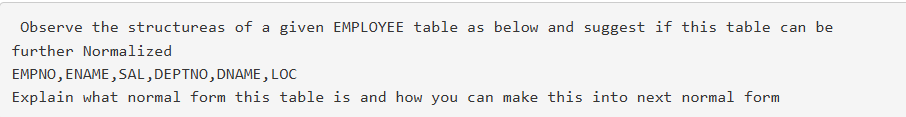 Observe the structureas of a given EMPLOYEE table as below and suggest if this table can be
further Normalized
EMPNO,ENAME,SAL,DEPTNO,DNAME,LOC
Explain what normal form this table is and how you can make this into next normal form